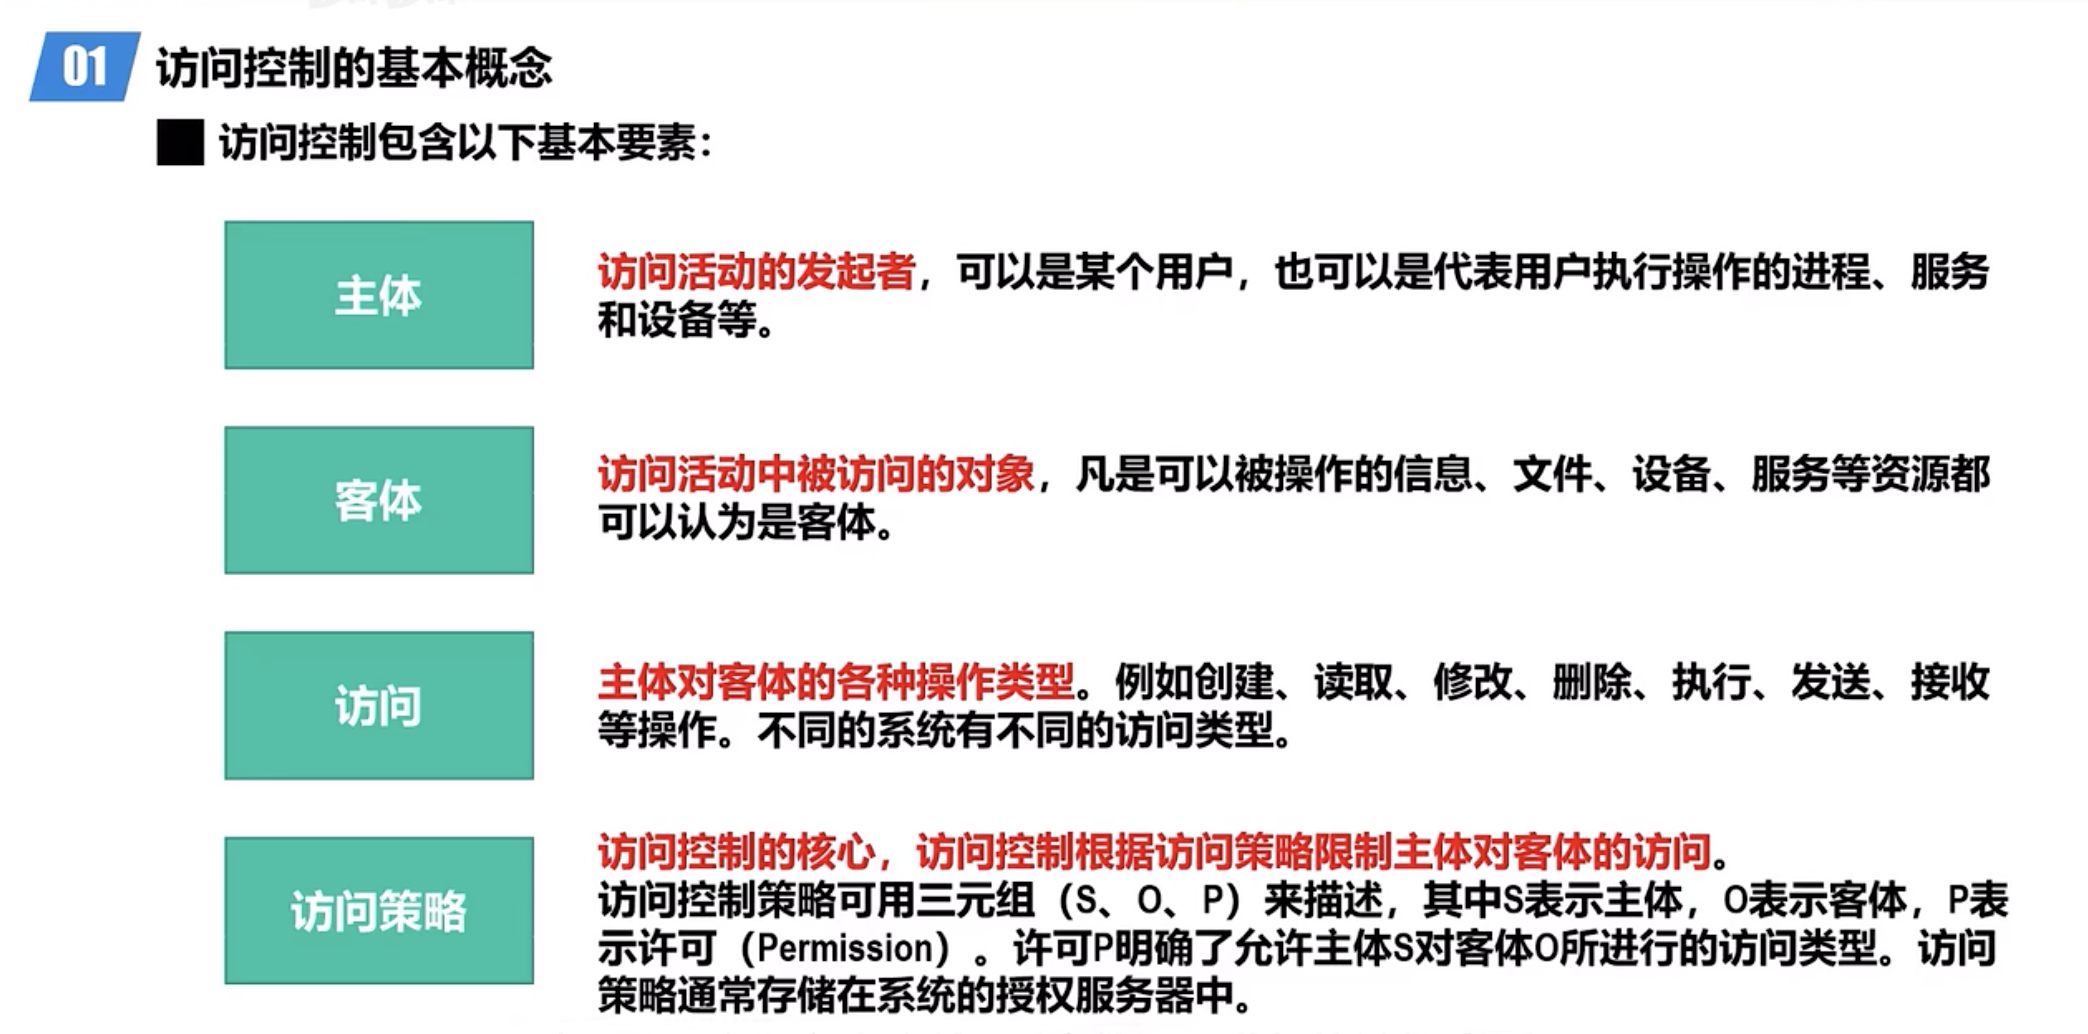 01 访问控制的基本概念
访问控制包含以下基本要素：
主体
访问活动的发起者，可以是某个用户，也可以是代表用户执行操作的进程、服务
和设备等。
客体
访问活动中被访问的对象，凡是可以被操作的信息、文件、设备、服务等资源都
可以认为是客体。
访问
主体对客体的各种操作类型。例如创建、读取、修改、删除、执行、发送、接收
等操作。不同的系统有不同的访问类型。
访问策略
访问控制的核心，访问控制根据访问策略限制主体对客体的访问。
访问控制策略可用三元组（S、O、P）来描述，其中S表示主体，O表示客体，P表
示许可（Permission）。许可P明确了允许主体S对客体O所进行的访问类型。访问
策略通常存储在系统的授权服务器中。